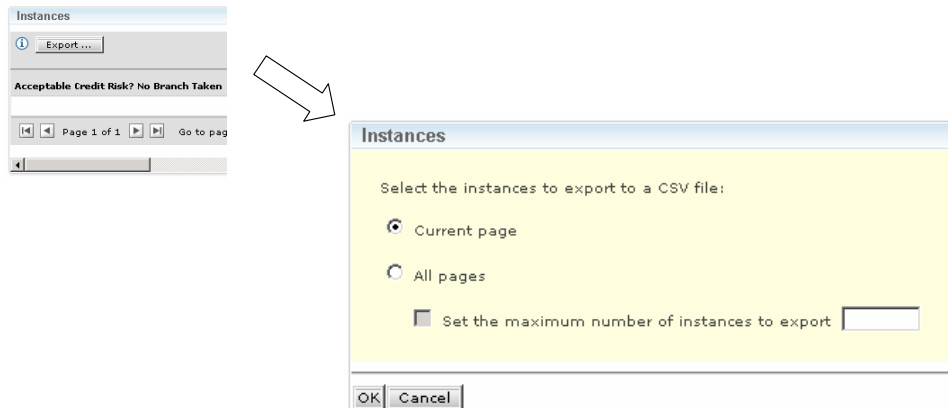 Instances
Export ...
Acceptable Credit Risk? No Branch Taken
Page 1 of 1 Go to pag
Instances
Select the instances to export to a CSV file:
Current page
All pages
Set the maximum number of instances to export
OK Cancel